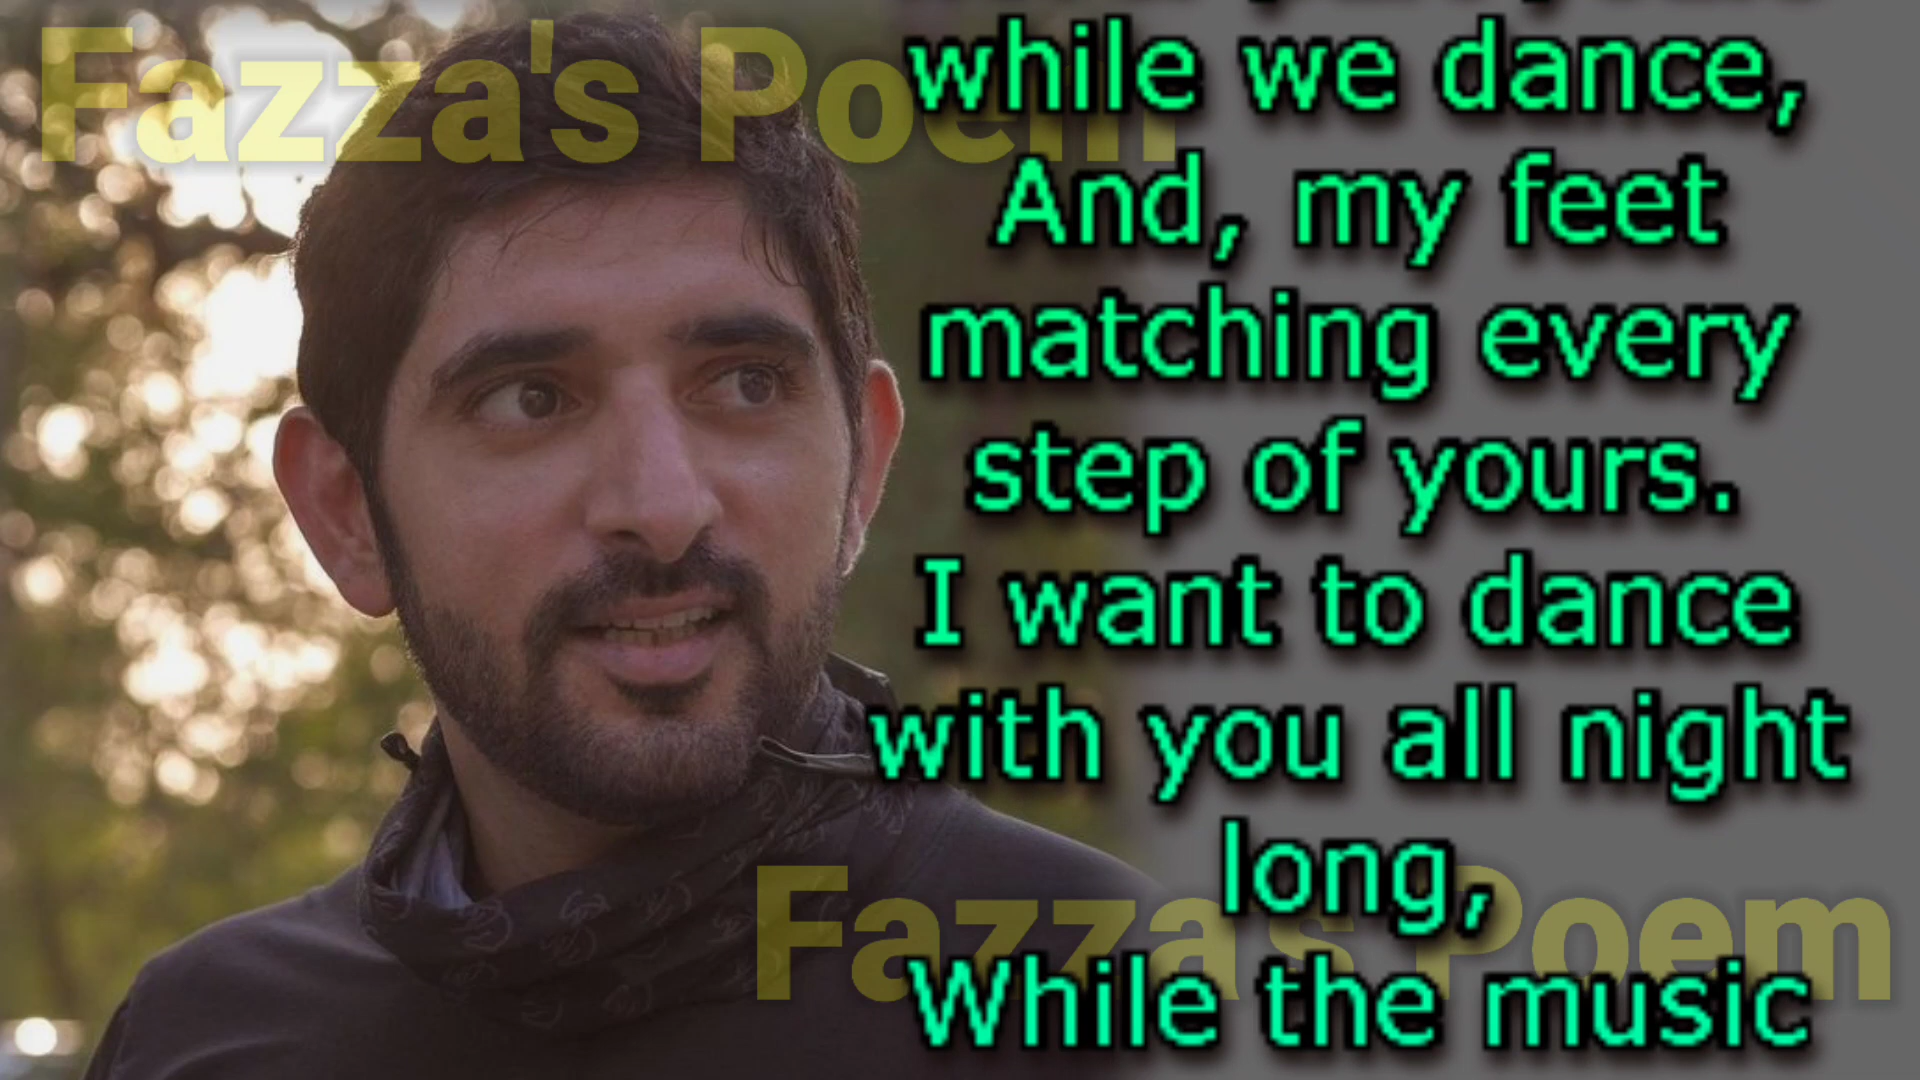 Fazza's Poem
while we dance,
And, my feet
matching every
step of yours.
I want to dance
with you all night
long,
Fazza's Poem
While the music